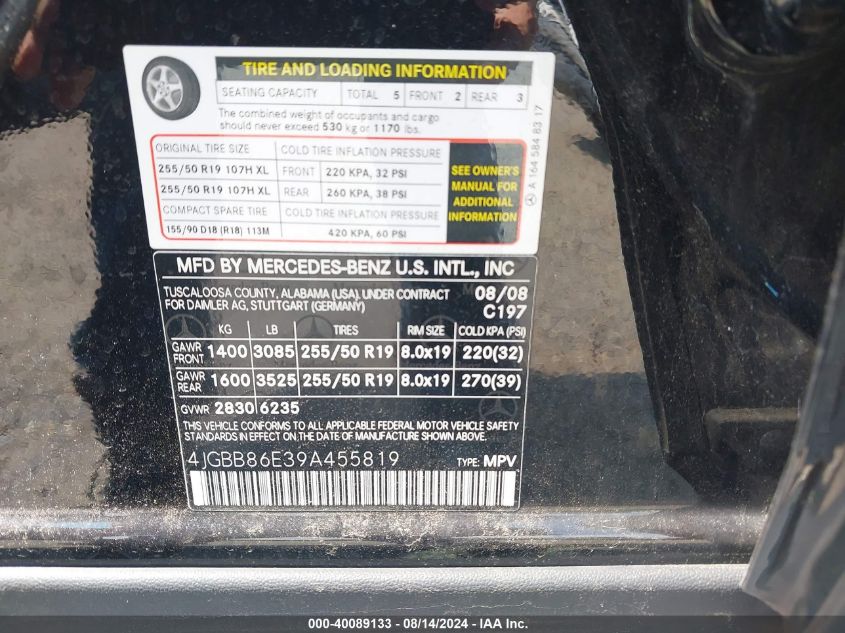 TIRE AND LOADING INFORMATION
SEATING CAPACITY TOTAL 5 FRONT 2 REAR 3
The combined weight of occupants and cargo
should never exceed 530 kg or 1170 lbs.
ORIGINAL TIRE SIZE COLD TIRE INFLATION PRESSURE
255/50 R19 107H XL FRONT 220 KPA, 32 PSI
255/50 R19 107H XL REAR 260 KPA, 38 PSI
COMPACT SPARE TIRE COLD TIRE INFLATION PRESSURE
155/90 D18 (R18) 113M 420 KPA, 60 PSI
SEE OWNER'S
MANUAL FOR
ADDITIONAL
INFORMATION
A 164 584 83 17
MFD BY MERCEDES-BENZ U.S. INTL., INC
TUSCALOOSA COUNTY, ALABAMA (USA), UNDER CONTRACT 08/08
FOR DAIMLER AG, STUTTGART (GERMANY) C197
KG LB TIRES RIM SIZE COLD KPA (PSI)
GAWR FRONT 1400 3085 255/50 R19 8.0x19 220(32)
GAWR REAR 1600 3525 255/50 R19 8.0x19 270(39)
GVWR 2830 6235
THIS VEHICLE CONFORMS TO ALL APPLICABLE FEDERAL MOTOR VEHICLE SAFETY
STANDARDS IN EFFECT ON THE DATE OF MANUFACTURE SHOWN ABOVE.
4JGBB86E39A455819 TYPE: MPV
000-40089133 - 08/14/2024 - IAA Inc.